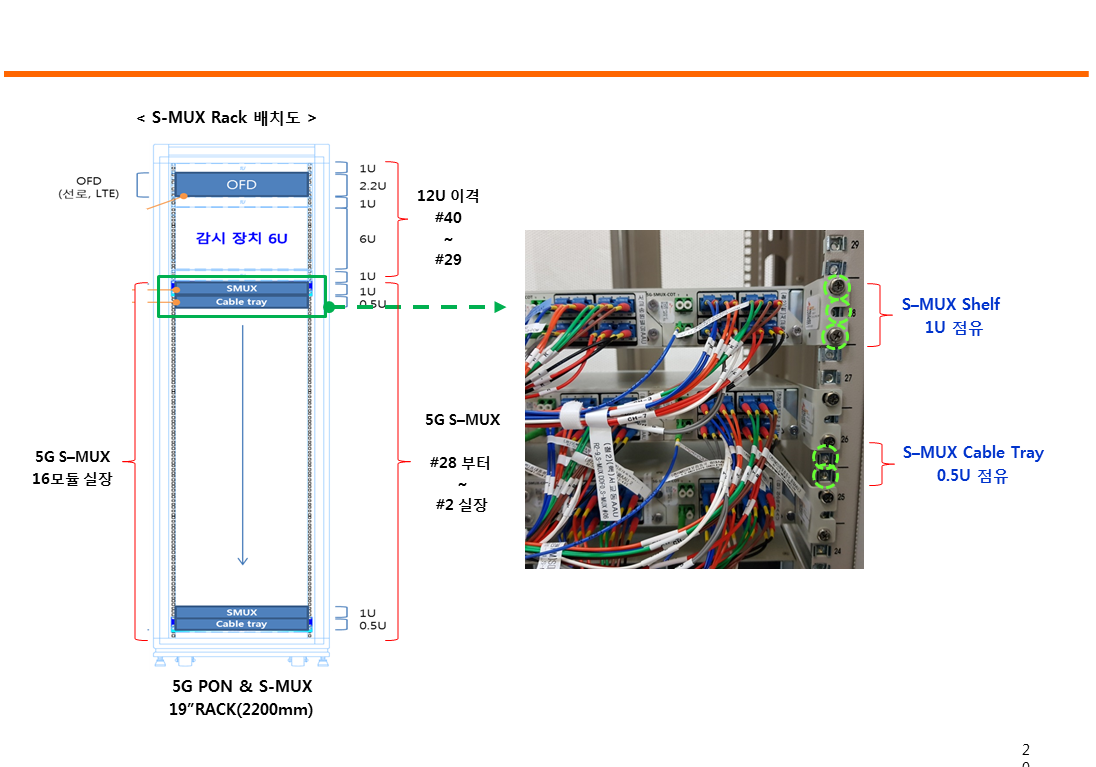 < S-MUX Rack 배치도 >
OFD
(선로, LTE)
OFD
감시 장치 6U
SMUX
Cable tray
SMUX
Cable tray
1U
2.2U
1U
6U
1U
1U
0.5U
1U
0.5U
12U 이격
#40
~
#29
5G S–MUX
#28 부터
~
#2 실장
5G S–MUX
16모듈 실장
5G PON & S-MUX
19”RACK(2200mm)
29
27
26
25
24
CH-7
S–MUX Shelf
1U 점유
S–MUX Cable Tray
0.5U 점유
2